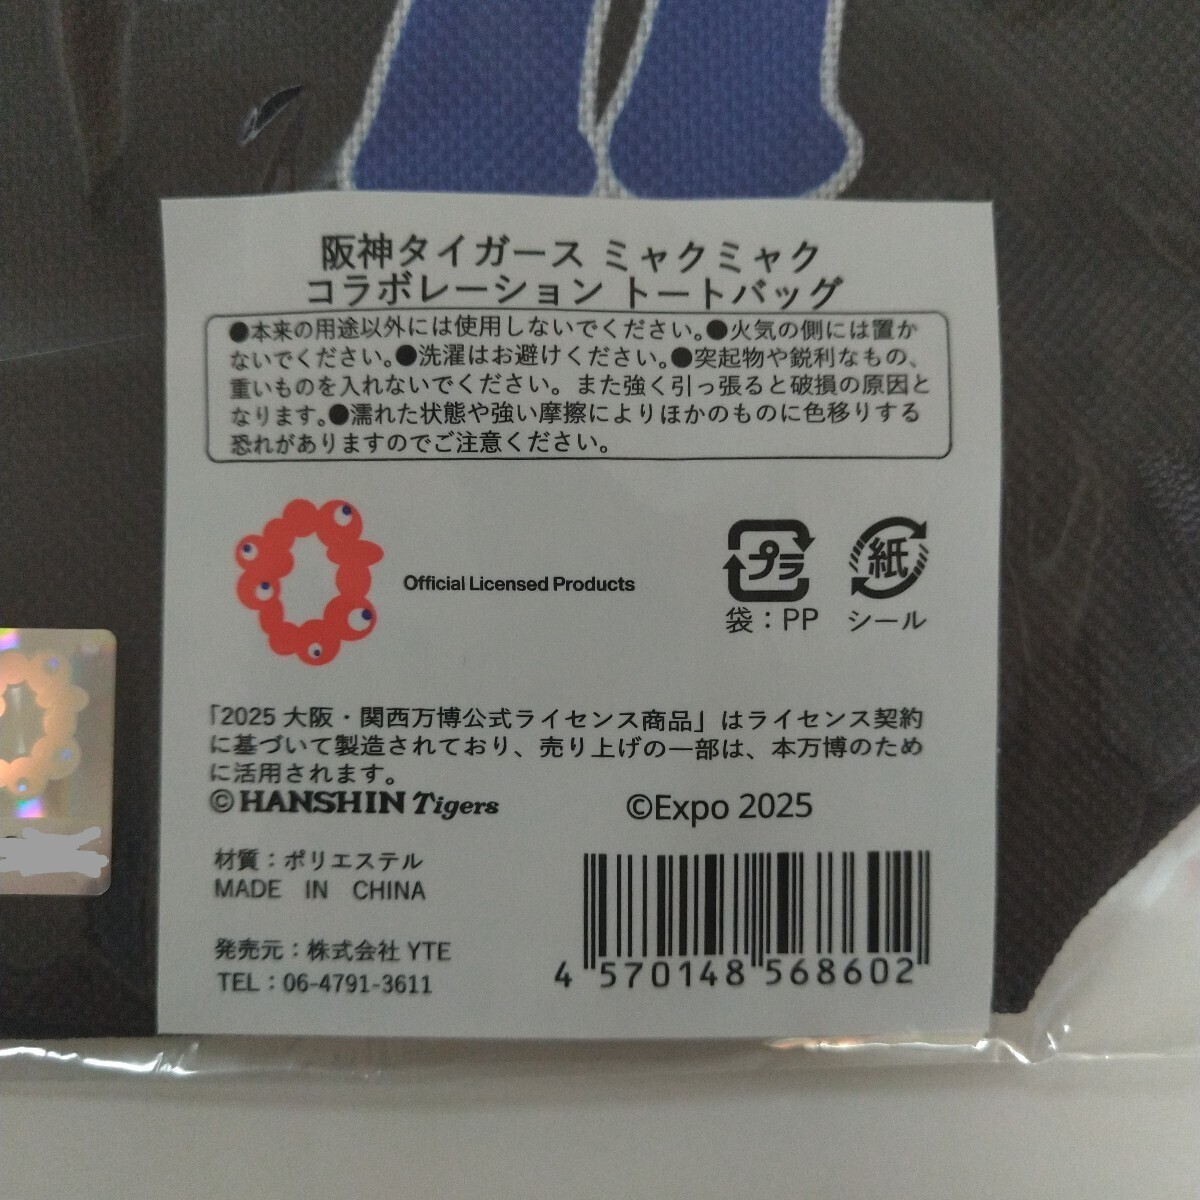 阪神タイガース ミャクミャク
コラボレーション トートバッグ
●本来の用途以外には使用しないでください。●火気の側には置か
ないでください。●洗濯はお避けください。●突起物や鋭利なもの、
重いものを入れないでください。また強く引っ張ると破損の原因と
なります。●濡れた状態や強い摩擦によりほかのものに色移りする
恐れがありますのでご注意ください。
Official Licensed Products
プラ
紙
袋：PP シール
「2025 大阪・関西万博公式ライセンス商品」はライセンス契約
に基づいて製造されており、売り上げの一部は、本万博のため
に活用されます。
© HANSHIN Tigers
©Expo 2025
材質：ポリエステル
MADE IN CHINA
発売元：株式会社 YTE
TEL：06-4791-3611
4 570148 568602